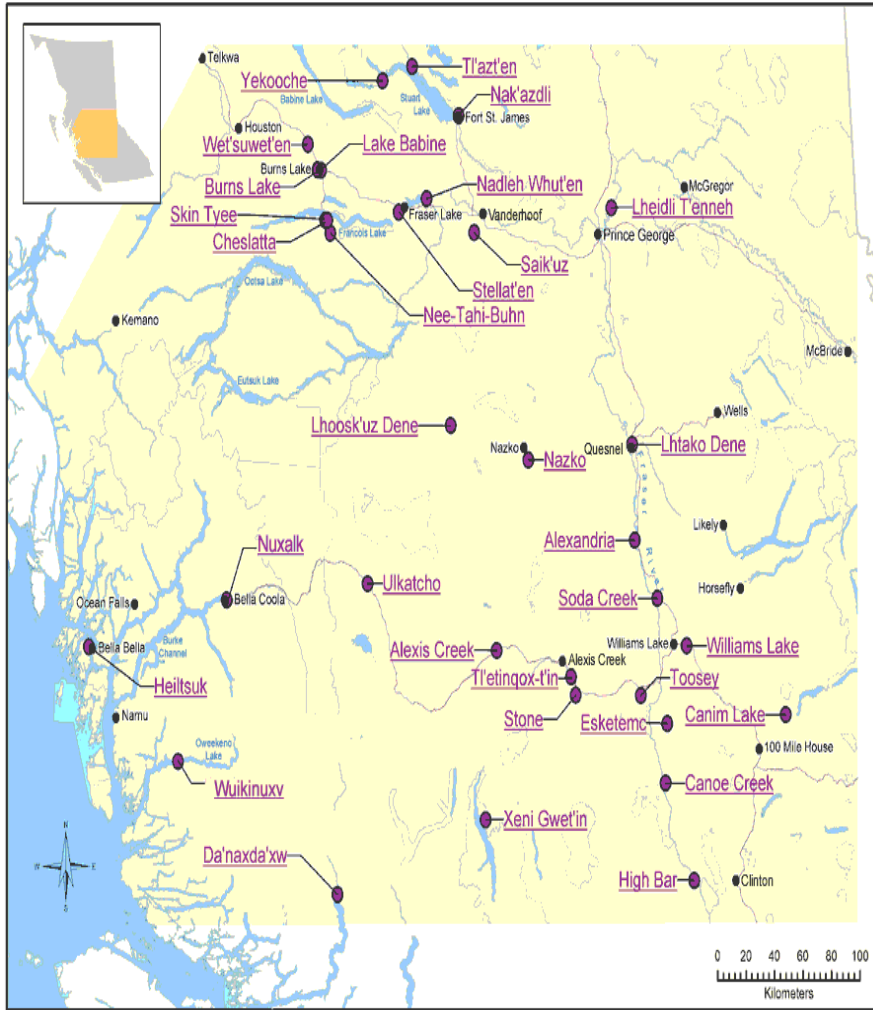 Telkwa
Tl'azt'en
Yekooche
Babine Lake
Stuart
Lake
Nak'azdli
Fort St. James
Houston
Wet'suwet'en
Lake Babine
Burns Lake
Burns Lake
Nadleh Whut'en
McGregor
Skin Tyee
Fraser Lake
Vanderhoof
Lheidli T'enneh
Cheslatta
Francois Lake
Prince George
Saik'uz
Stellat'en
Ootsa Lake
Nee-Tahi-Buhn
Kemano
McBride
Eutsuk Lake
Wells
Lhoosk'uz Dene
Nazko
Nazko
Quesnel
Lhtako Dene
Fraser River
Likely
Alexandria
Nuxalk
Ulkatcho
Horsefly
Ocean Falls
Bella Coola
Soda Creek
Burke
Channel
Bella Bella
Alexis Creek
Alexis Creek
Williams Lake
Williams Lake
Heiltsuk
Tl'etinqox-t'in
Toosey
Namu
Stone
Esketemc
Canim Lake
Oweekeno
Lake
100 Mile House
Wuikinuxv
Canoe Creek
Xeni Gwet'in
Da'naxda'xw
High Bar
Clinton
N
W E
S
0 20 40 60 80 100
Kilometers